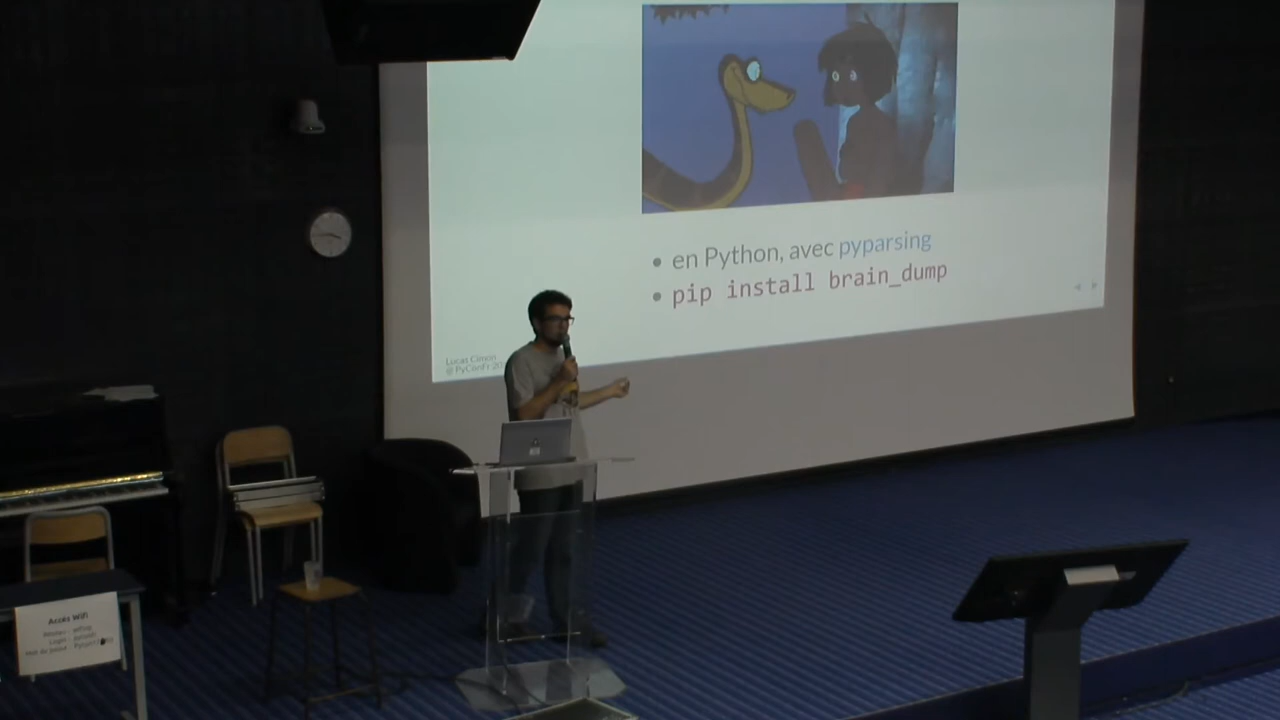 en Python, avec pyparsing
pip install brain_dump
Lucas Cimon
@ PyConFr 20
Accès Wifi